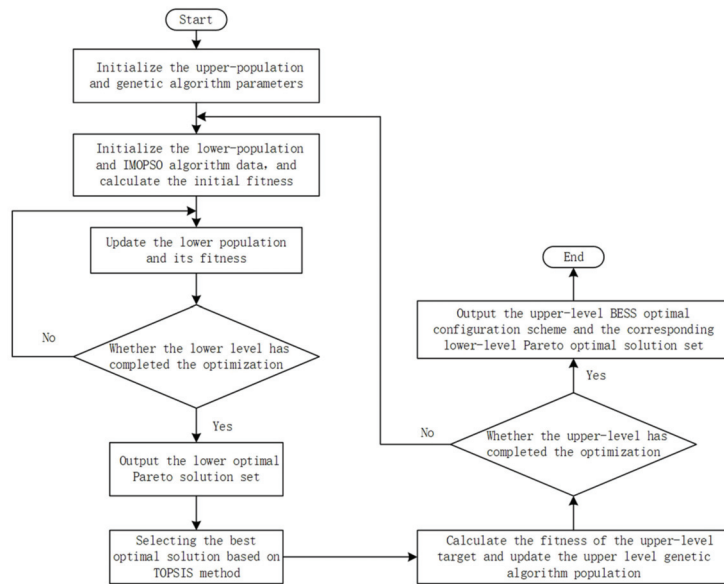 Start
Initialize the upper-population
and genetic algorithm parameters
Initialize the lower-population
and IMOPSO algorithm data, and
calculate the initial fitness
Update the lower population
and its fitness
No
Whether the lower level has
completed the optimization
Yes
Output the lower optimal
Pareto solution set
Selecting the best
optimal solution based on
TOPSIS method
Calculate the fitness of the upper-level
target and update the upper level genetic
algorithm population
Whether the upper-level has
completed the optimization
No
Yes
Output the upper-level BESS optimal
configuration scheme and the corresponding
lower-level Pareto optimal solution set
End